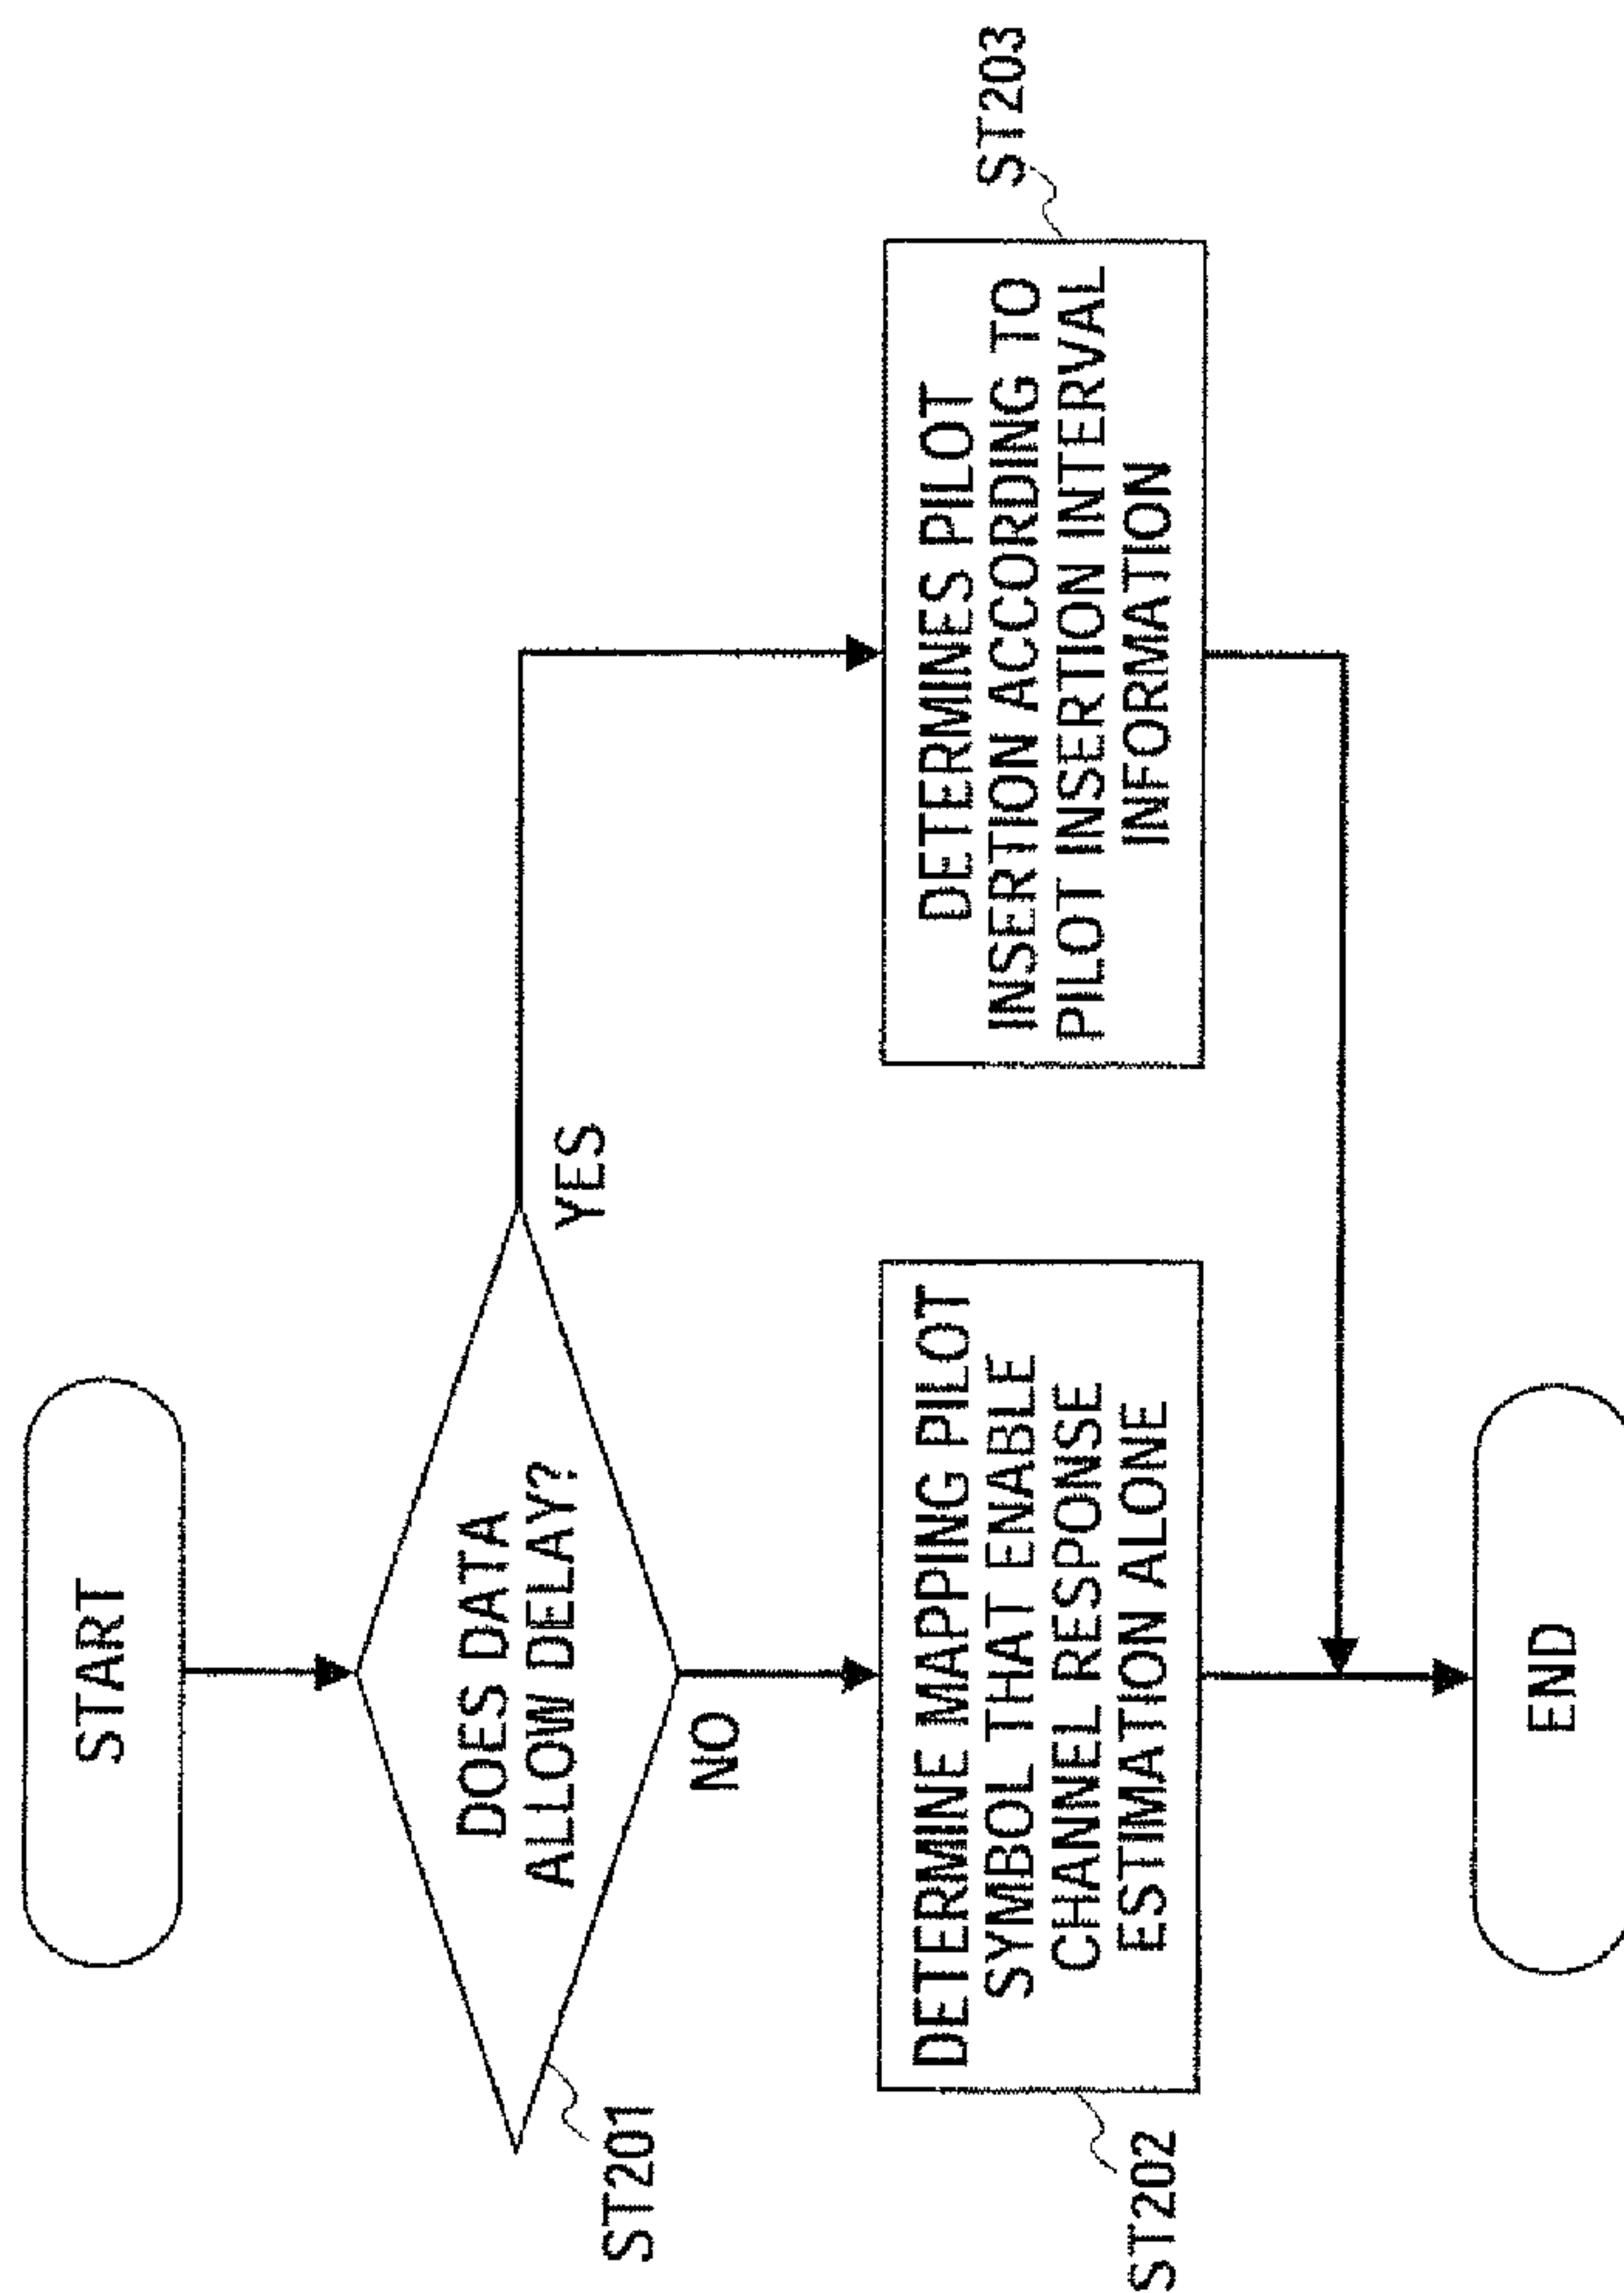 START
DOES DATA
ALLOW DELAY?
ST201
YES
NO
DETERMINE MAPPING PILOT
SYMBOL THAT ENABLE
CHANNEL RESPONSE
ESTIMATION ALONE
ST202
DETERMINES PILOT
INSERTION ACCORDING TO
PILOT INSERTION INTERVAL
INFORMATION
ST203
END